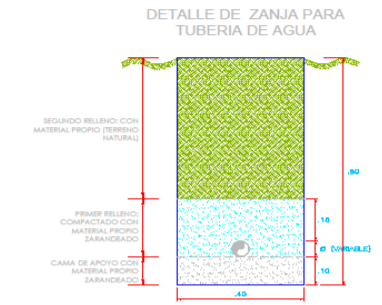 DETALLE DE ZANJA PARA
TUBERIA DE AGUA
SEGUNDO RELLENO: CON
MATERIAL PROPIO (TERRENO
NATURAL)
.80
PRIMER RELLENO:
COMPACTADO CON
MATERIAL PROPIO
ZARANDEADO
.15
Ø (VARIABLE)
CAMA DE APOYO CON
MATERIAL PROPIO
ZARANDEADO
.10
.40